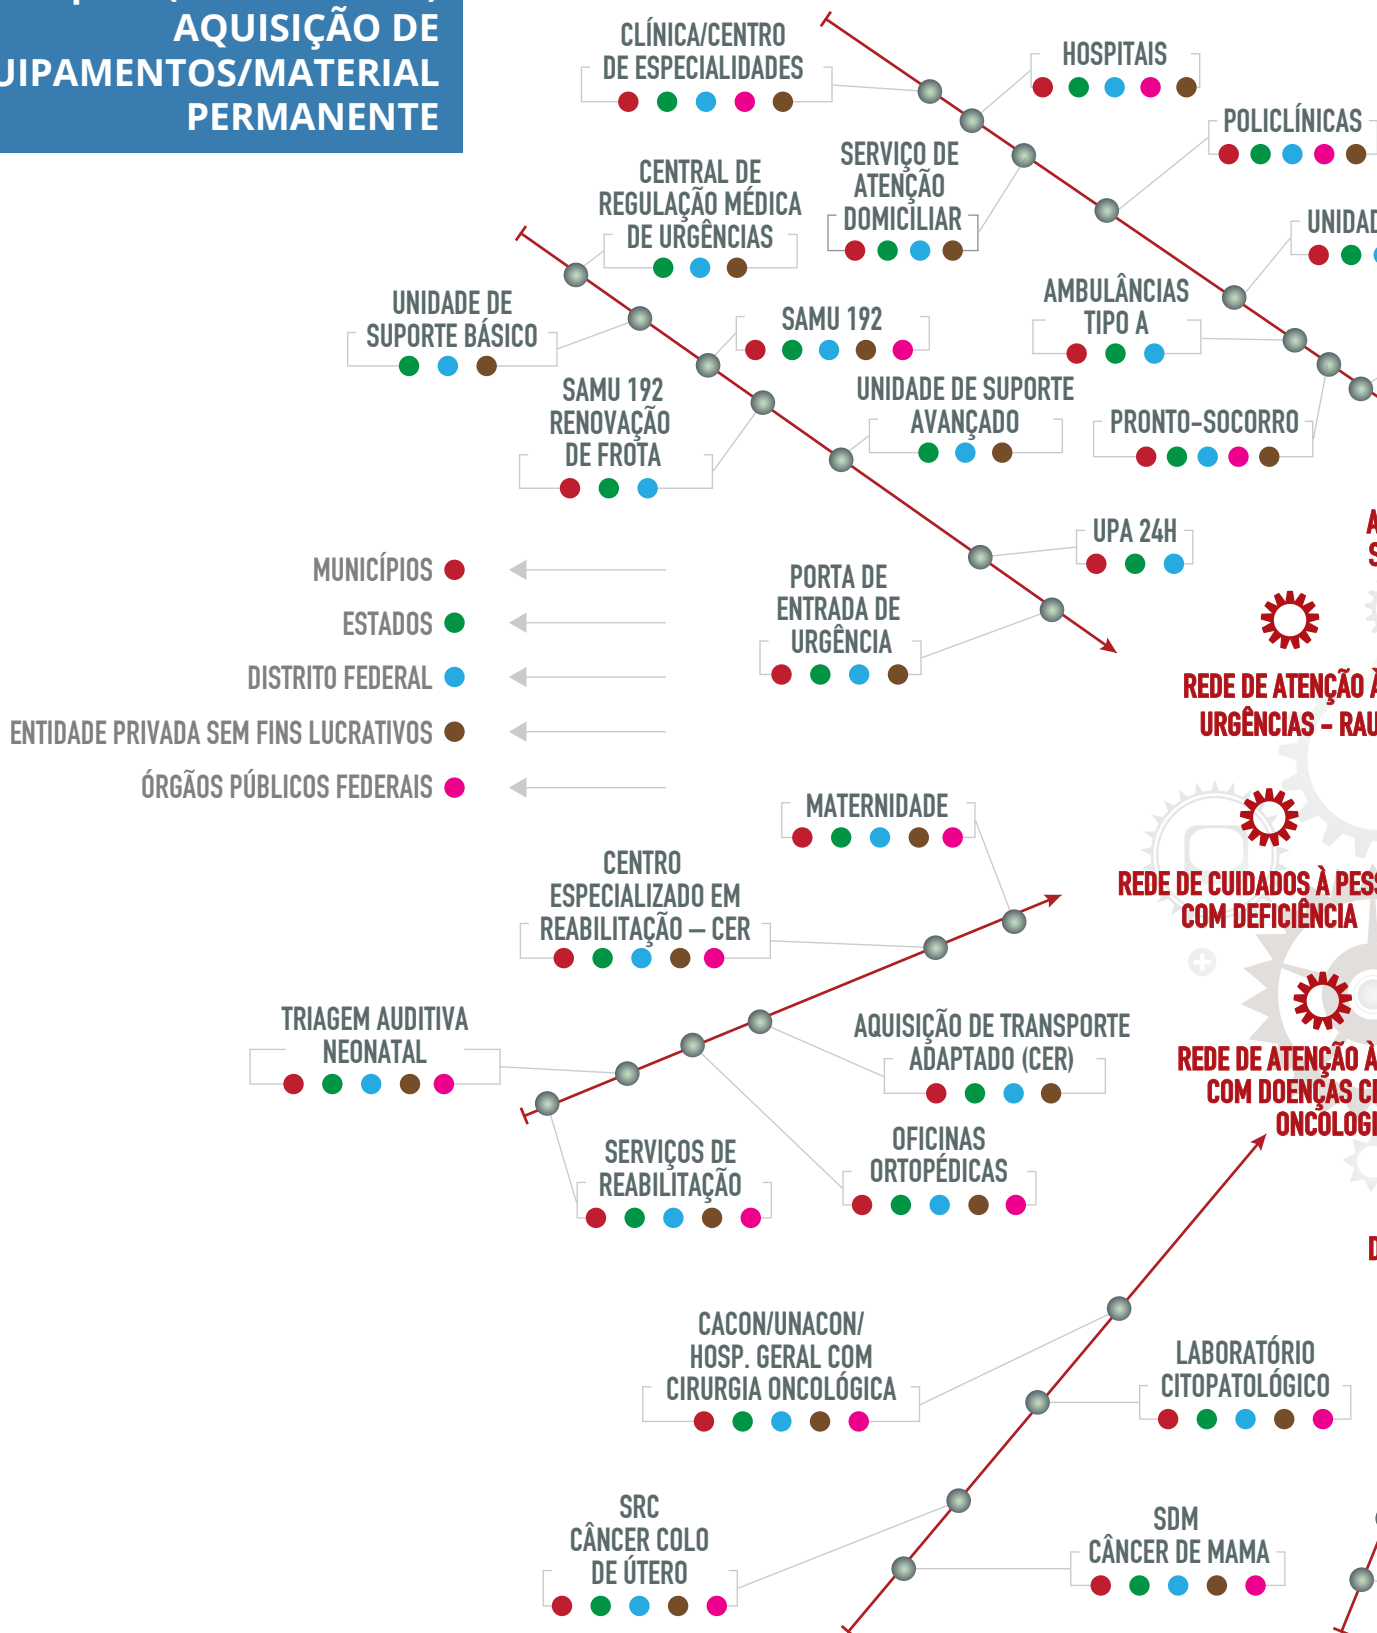 AQUISIÇÃO DE
PERMANENTE
CLÍNICA/CENTRO
DE ESPECIALIDADES
HOSPITAIS
POLICLÍNICAS
SERVIÇO DE
ATENÇÃO
DOMICILIAR
CENTRAL DE
REGULAÇÃO MÉDICA
DE URGÊNCIAS
AMBULÂNCIAS
TIPO A
UNIDADE DE
SUPORTE BÁSICO
SAMU 192
SAMU 192
RENOVAÇÃO
DE FROTA
UNIDADE DE SUPORTE
AVANÇADO
PRONTO-SOCORRO
UPA 24H
PORTA DE
ENTRADA DE
URGÊNCIA
MUNICÍPIOS
ESTADOS
DISTRITO FEDERAL
ENTIDADE PRIVADA SEM FINS LUCRATIVOS
ÓRGÃOS PÚBLICOS FEDERAIS
REDE DE ATENÇÃO À
URGÊNCIAS – RAU
MATERNIDADE
CENTRO
ESPECIALIZADO EM
REABILITAÇÃO – CER
REDE DE CUIDADOS À
COM DEFICIÊNCIA
TRIAGEM AUDITIVA
NEONATAL
AQUISIÇÃO DE TRANSPORTE
ADAPTADO (CER)
SERVIÇOS DE
REABILITAÇÃO
OFICINAS
ORTOPÉDICAS
REDE DE ATENÇÃO À
COM DOENÇAS
CACON/UNACON/
HOSP. GERAL COM
CIRURGIA ONCOLÓGICA
LABORATÓRIO
CITOPATOLÓGICO
SRC
CÂNCER COLO
DE ÚTERO
SDM
CÂNCER DE MAMA